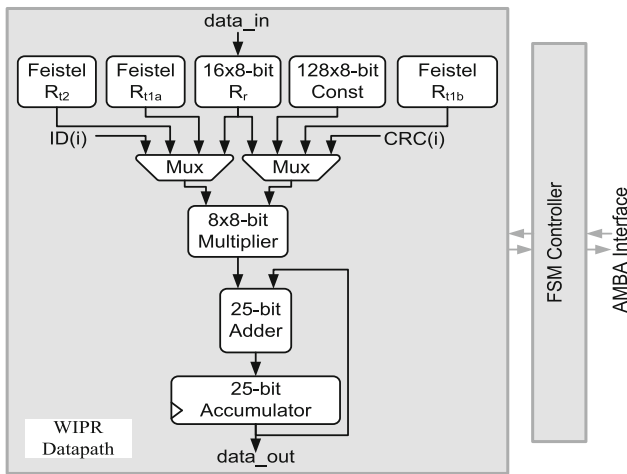 data_in
Feistel
Rt2
Feistel
Rt1a
16x8-bit
Rr
128x8-bit
Const
Feistel
Rt1b
ID(i)
CRC(i)
Mux
Mux
8x8-bit
Multiplier
25-bit
Adder
25-bit
Accumulator
WIPR
Datapath
data_out
FSM Controller
AMBA Interface